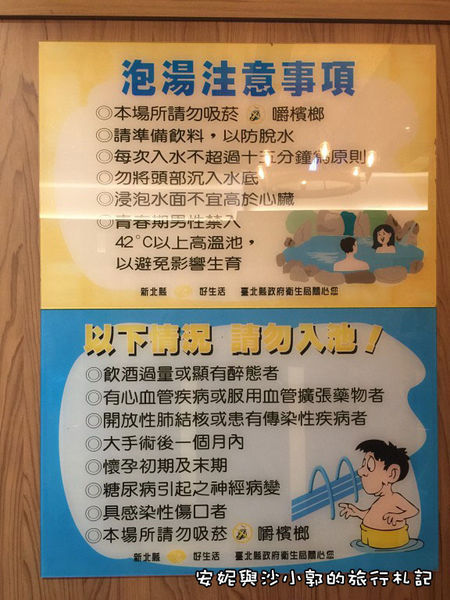 泡湯注意事項
◎本場所請勿吸菸 嚼檳榔
◎請準備飲料，以防脫水
◎每次入水不超過十五分鐘為原則
◎勿將頭部沉入水底
◎浸泡水面不宜高於心臟
◎青春期男性禁入
42°C以上高溫池，
以避免影響生育
新北縣 好生活 臺北縣政府衛生局關心您
以下情況 請勿入池！
◎飲酒過量或顯有醉態者
◎有心血管疾病或服用血管擴張藥物者
◎開放性肺結核或患有傳染性疾病者
◎大手術後一個月內
◎懷孕初期及末期
◎糖尿病引起之神經病變
◎具感染性傷口者
◎本場所請勿吸菸 嚼檳榔
新北縣 好生活 臺北縣政府衛生局關心您
安妮與沙小郭的旅行札記